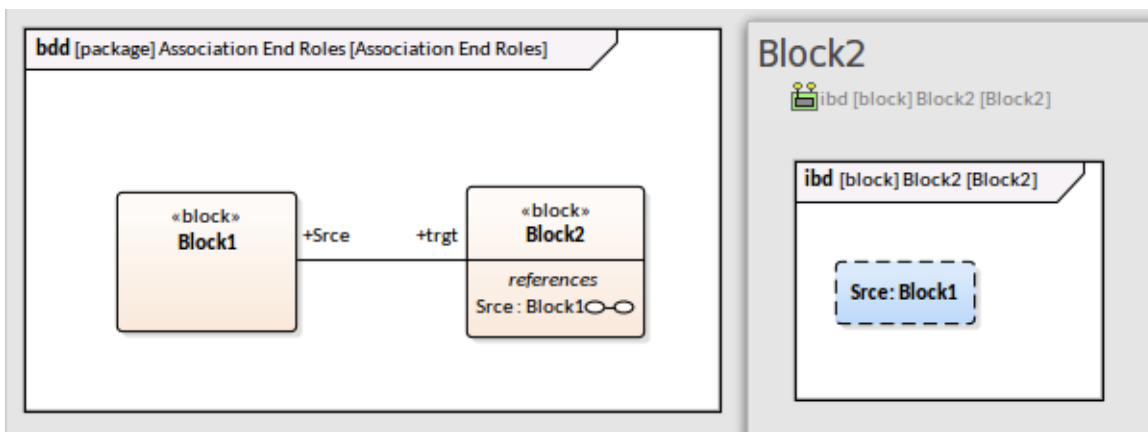 bdd [package] Association End Roles [Association End Roles]
«block»
Block1
+Srce
+trgt
«block»
Block2
references
Srce : Block1
Block2
ibd [block] Block2 [Block2]
ibd [block] Block2 [Block2]
Srce: Block1